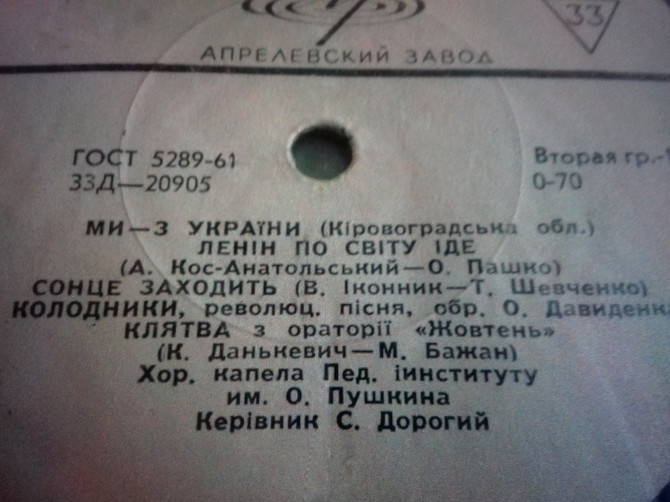 33
АПРЕЛЕВСКИЙ ЗАВОД
ГОСТ 5289-61
Вторая гр.-
33Д—20905
0-70
МИ—З УКРАЇНИ (Кіровоградська обл.)
ЛЕНІН ПО СВІТУ ІДЕ
(А. Кос-Анатольський—О. Пашко)
СОНЦЕ ЗАХОДИТЬ (В. Іконник—Т. Шевченко)
КОЛОДНИКИ, революц. пісня, обр. О. Давиденка
КЛЯТВА з ораторії «Жовтень»
(К. Данькевич—М. Бажан)
Хор. капела Пед. іинституту
им. О. Пушкина
Керівник С. Дорогий